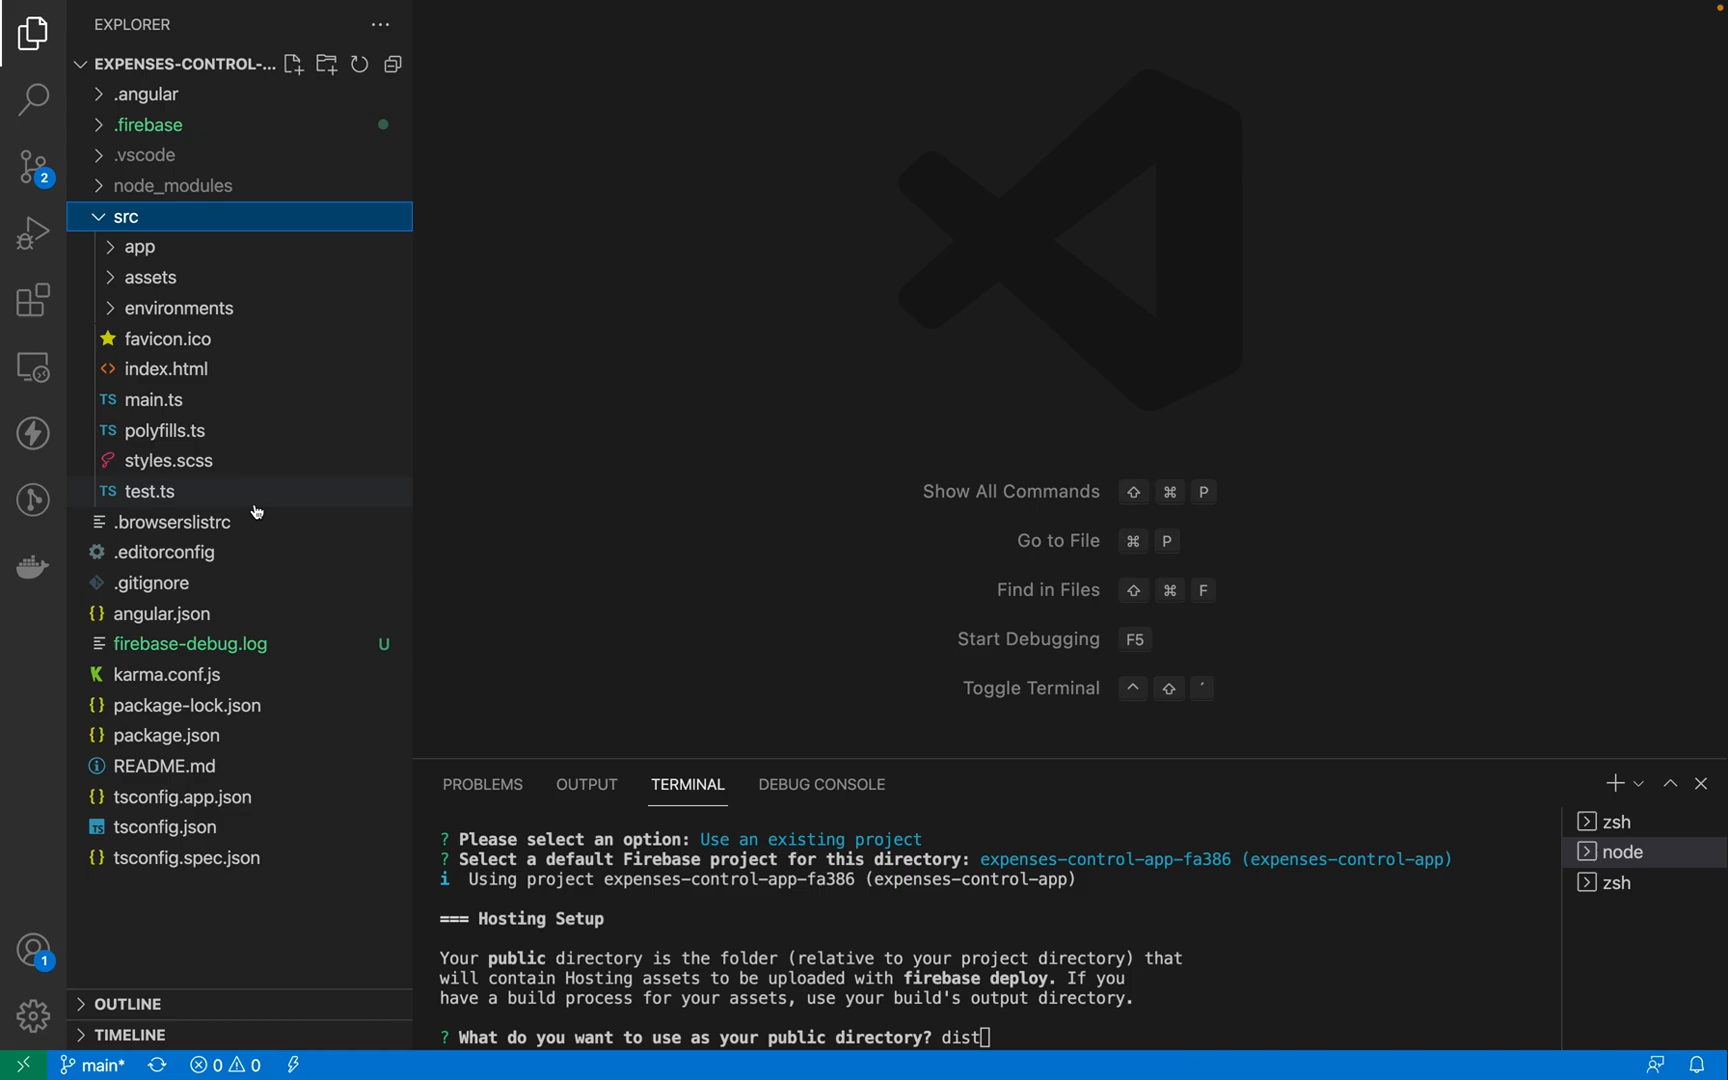 EXPLORER
EXPENSES-CONTROL-...
.angular
.firebase
.vscode
node_modules
src
app
assets
environments
favicon.ico
index.html
TS main.ts
TS polyfills.ts
styles.scss
TS test.ts
.browserslistrc
.editorconfig
.gitignore
{} angular.json
firebase-debug.log U
karma.conf.js
{} package-lock.json
{} package.json
README.md
{} tsconfig.app.json
TS tsconfig.json
{} tsconfig.spec.json
OUTLINE
TIMELINE
2
1
Show All Commands ⇧ ⌘ P
Go to File ⌘ P
Find in Files ⇧ ⌘ F
Start Debugging F5
Toggle Terminal ^ ⇧ ´
PROBLEMS OUTPUT TERMINAL DEBUG CONSOLE
? Please select an option: Use an existing project
? Select a default Firebase project for this directory: expenses-control-app-fa386 (expenses-control-app)
i Using project expenses-control-app-fa386 (expenses-control-app)
=== Hosting Setup
Your public directory is the folder (relative to your project directory) that
will contain Hosting assets to be uploaded with firebase deploy. If you
have a build process for your assets, use your build's output directory.
? What do you want to use as your public directory? dist
zsh
node
zsh
main* 0 0